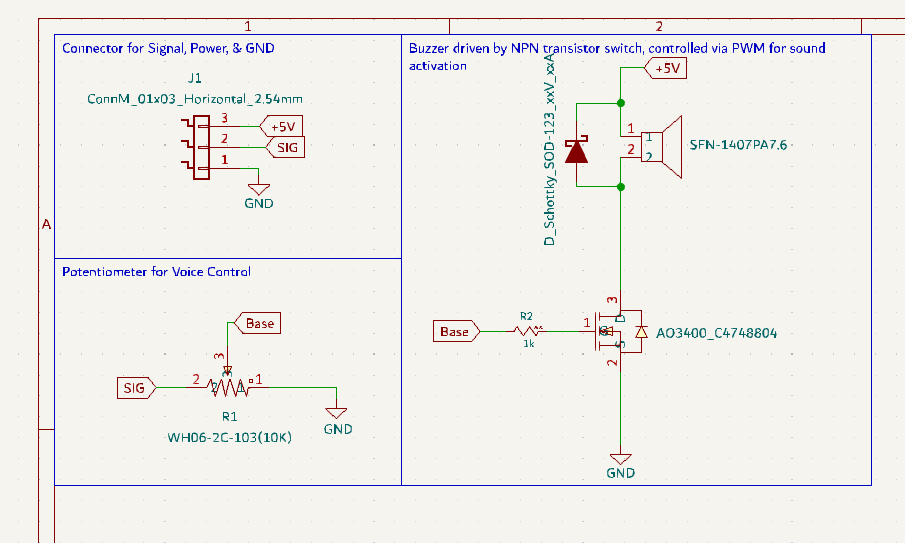 1
2
A
Connector for Signal, Power, & GND
J1
ConnM_01x03_Horizontal_2.54mm
3
+5V
2
SIG
1
GND
Potentiometer for Voice Control
Base
3
SIG
2
2
1
1
R1
WH06-2C-103(10K)
GND
Buzzer driven by NPN transistor switch, controlled via PWM for sound
activation
+5V
D_Schottky_SOD-123_xxV_xxA
1
1
2
2
SFN-1407PA7.6
3
D
Base
R2
1k
1
G
S
AO3400_C4748804
2
GND